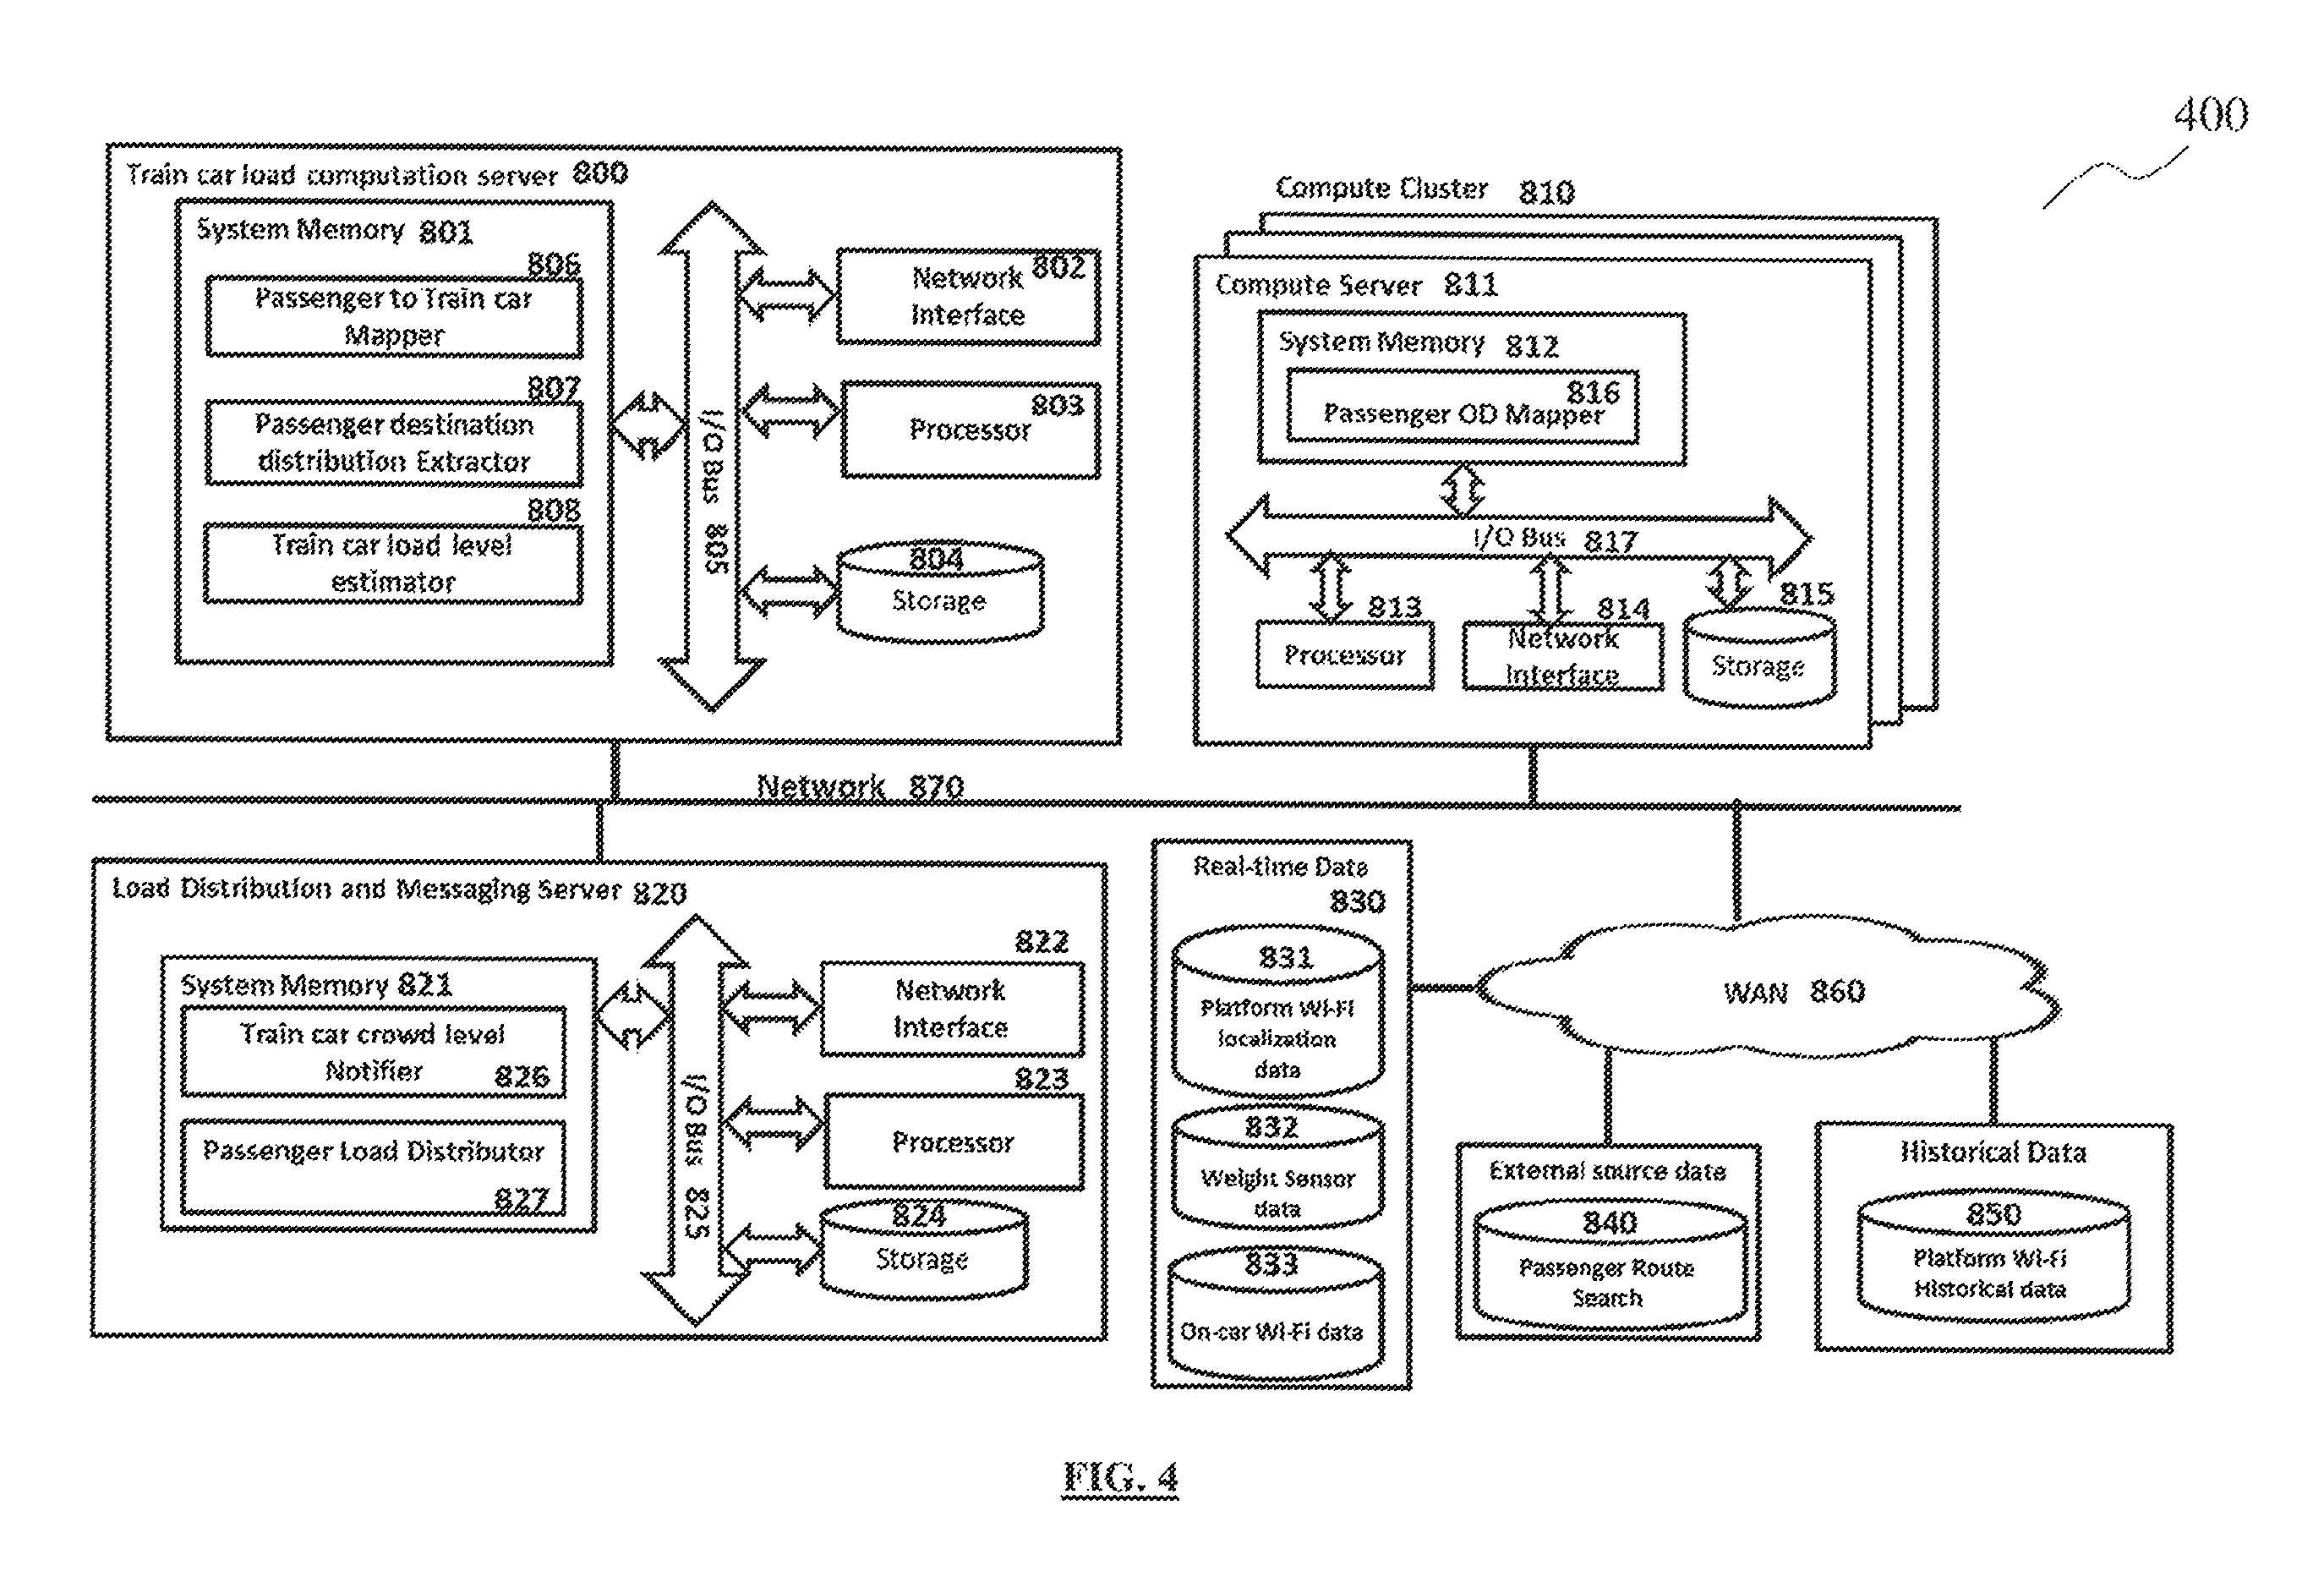 400
Train car load computation server 800
System Memory 801
806
Passenger to Train car
Mapper
807
Passenger destination
distribution Extractor
808
Train car load level
estimator
I/O Bus 805
Network 802
Interface
803
Processor
804
Storage
Compute Cluster 810
Compute Server 811
System Memory 812
816
Passenger OD Mapper
I/O Bus 817
813
Processor
814
Network
Interface
815
Storage
Network 870
Load Distribution and Messaging Server 820
System Memory 821
Train car crowd level
Notifier 826
Passenger Load Distributor
827
I/O Bus 825
822
Network
Interface
823
Processor
824
Storage
Real-time Data
830
831
Platform Wi-Fi
localization
data
832
Weight Sensor
data
833
On-car Wi-Fi data
WAN 860
External source data
840
Passenger Route
Search
Historical Data
850
Platform Wi-Fi
Historical data
FIG. 4